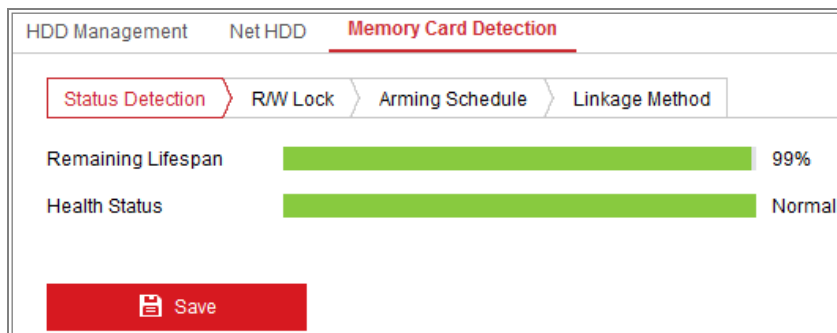 HDD Management Net HDD Memory Card Detection
Status Detection R/W Lock Arming Schedule Linkage Method
Remaining Lifespan 99%
Health Status Normal
Save